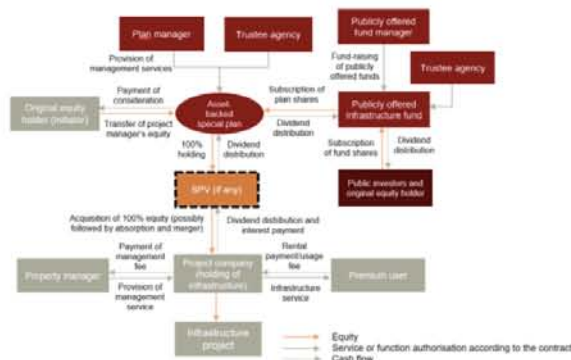 Plan manager
Trustee agency
Publicly offered
fund manager
Provision of
management services
Fund-raising of
publicly offered
funds
Trustee agency
Payment of
consideration
Original equity
holder (initiator)
Transfer of project
manager's equity
Asset-
backed
special plan
Subscription of
plan shares
Dividend
distribution
Publicly offered
infrastructure fund
100%
holding
Dividend
distribution
Subscription
of fund shares
Dividend
distribution
SPV (if any)
Public investors and
original equity holder
Acquisition of 100% equity (possibly
followed by absorption and merger)
Dividend distribution and
interest payment
Payment of
management
fee
Rental
payment/usage
fee
Property manager
Project company
(holding of
infrastructure)
Premium user
Provision of
management
service
Infrastructure
service
Infrastructure
project
Equity
Service or function authorisation according to the contract
Cash flow